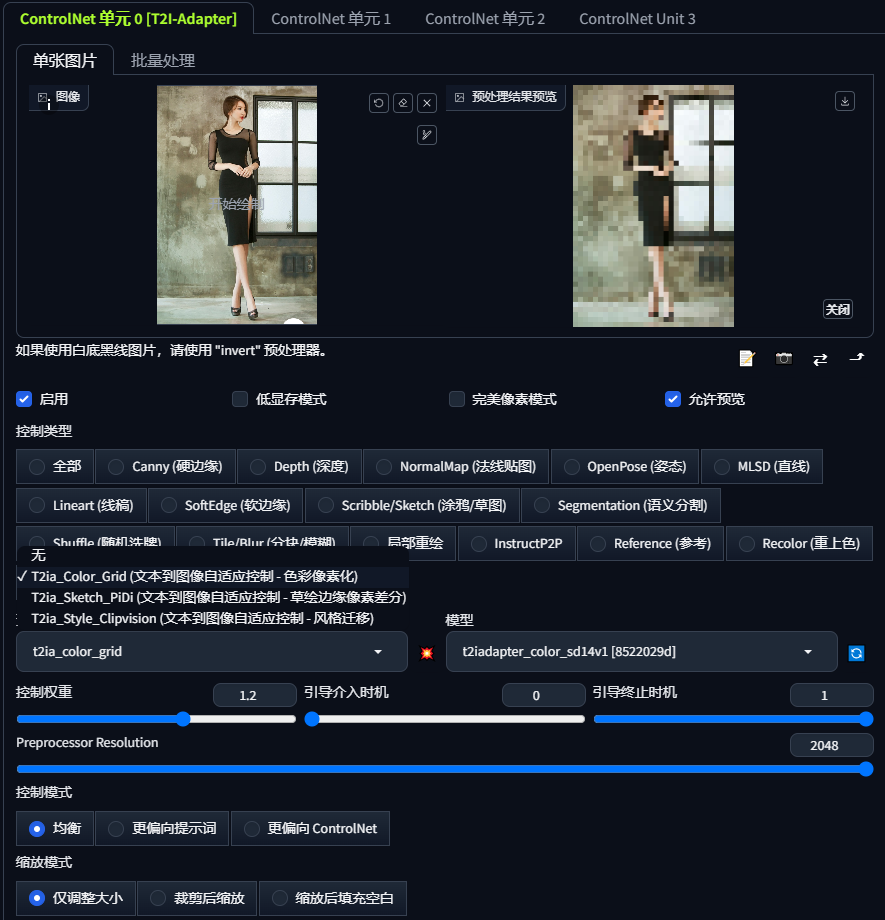 ControlNet 单元 0 [T2I-Adapter] ControlNet 单元 1 ControlNet 单元 2 ControlNet Unit 3
单张图片 批量处理
图像 预处理结果预览
开始绘制
关闭
如果使用白底黑线图片，请使用 "invert" 预处理器。
启用 低显存模式 完美像素模式 允许预览
控制类型
全部 Canny (硬边缘) Depth (深度) NormalMap (法线贴图) OpenPose (姿态) MLSD (直线)
Lineart (线稿) SoftEdge (软边缘) Scribble/Sketch (涂鸦/草图) Segmentation (语义分割)
Shuffle (随机洗牌) Tile/Blur (分块/模糊) 局部重绘 InstructP2P Reference (参考) Recolor (重上色)
无
✓ T2ia_Color_Grid (文本到图像自适应控制 - 色彩像素化)
T2ia_Sketch_PiDi (文本到图像自适应控制 - 草绘边缘像素差分)
T2ia_Style_Clipvision (文本到图像自适应控制 - 风格迁移)
模型
t2ia_color_grid t2iadapter_color_sd14v1 [8522029d]
控制权重 1.2 引导介入时机 0 引导终止时机 1
Preprocessor Resolution 2048
控制模式
均衡 更偏向提示词 更偏向 ControlNet
缩放模式
仅调整大小 裁剪后缩放 缩放后填充空白